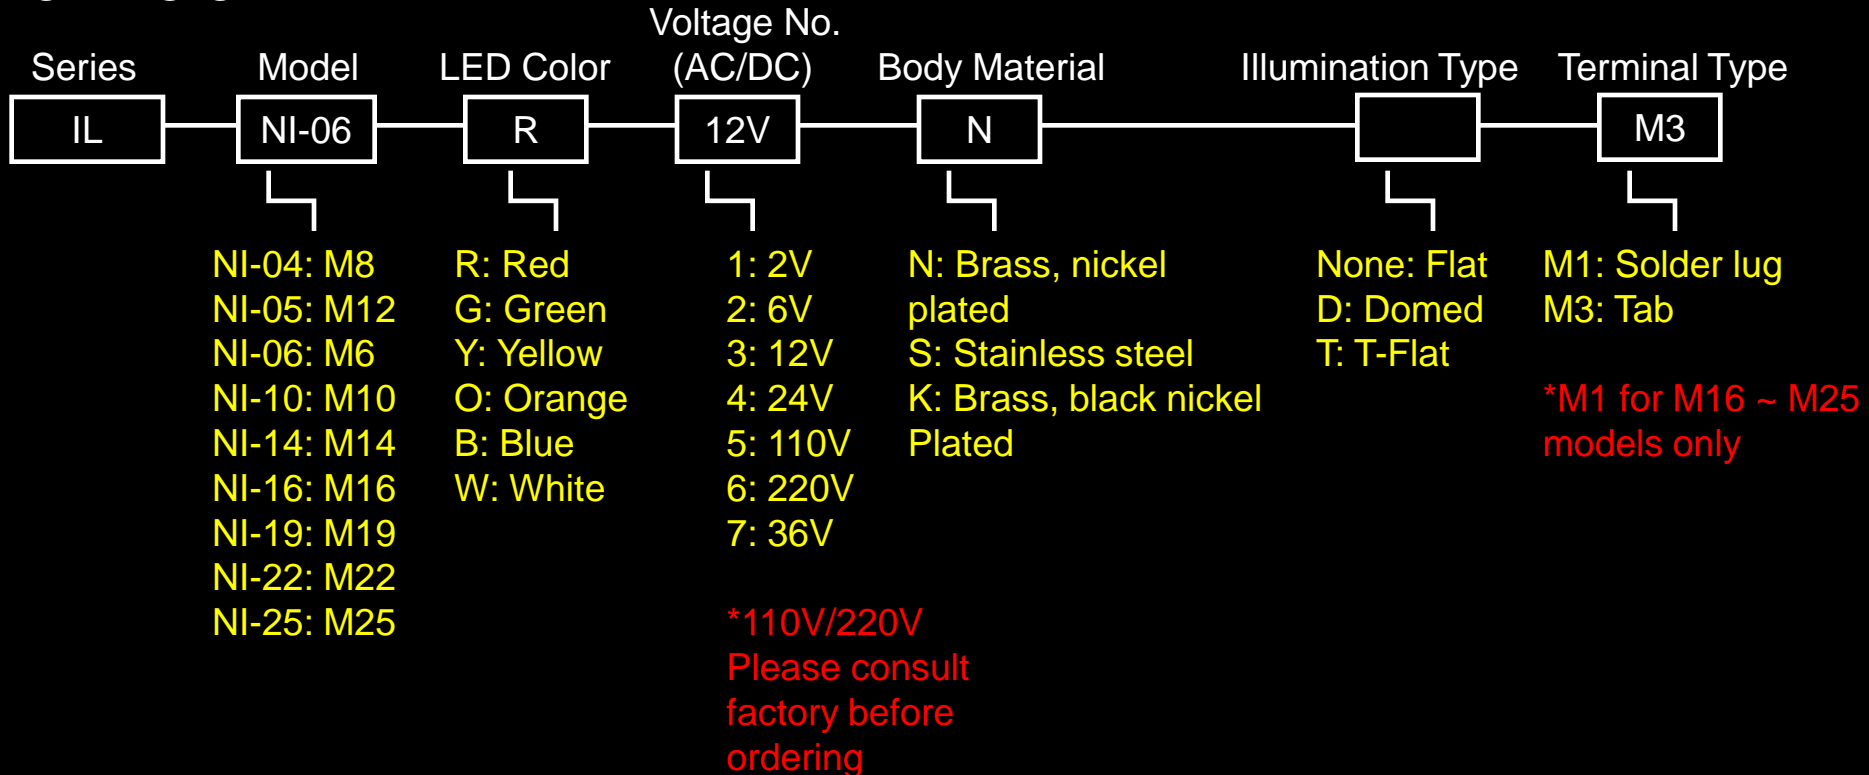 Series
Model
LED Color
Voltage No.
(AC/DC)
Body Material
Illumination Type
Terminal Type
IL
NI-06
R
12V
N
M3
NI-04: M8
NI-05: M12
NI-06: M6
NI-10: M10
NI-14: M14
NI-16: M16
NI-19: M19
NI-22: M22
NI-25: M25
R: Red
G: Green
Y: Yellow
O: Orange
B: Blue
W: White
1: 2V
2: 6V
3: 12V
4: 24V
5: 110V
6: 220V
7: 36V
*110V/220V
Please consult
factory before
ordering
N: Brass, nickel
plated
S: Stainless steel
K: Brass, black nickel
Plated
None: Flat
D: Domed
T: T-Flat
M1: Solder lug
M3: Tab
*M1 for M16 ~ M25
models only